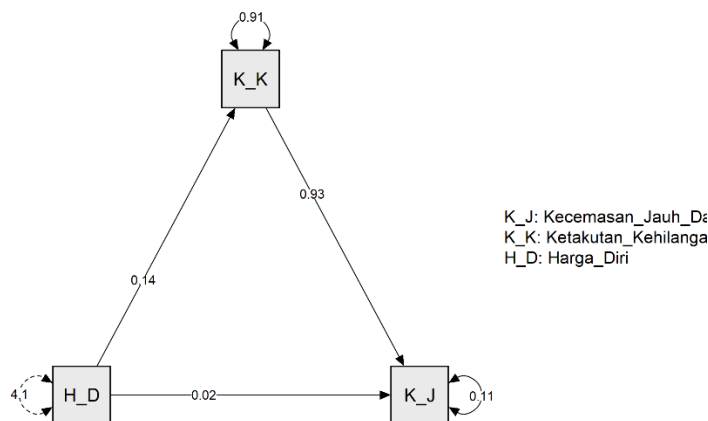 0.91
K_K
0.93
K_J: Kecemasan_Jauh_Da
K_K: Ketakutan_Kehilanga
H_D: Harga_Diri
0.14
4.1
H_D
0.02
K_J
0.11